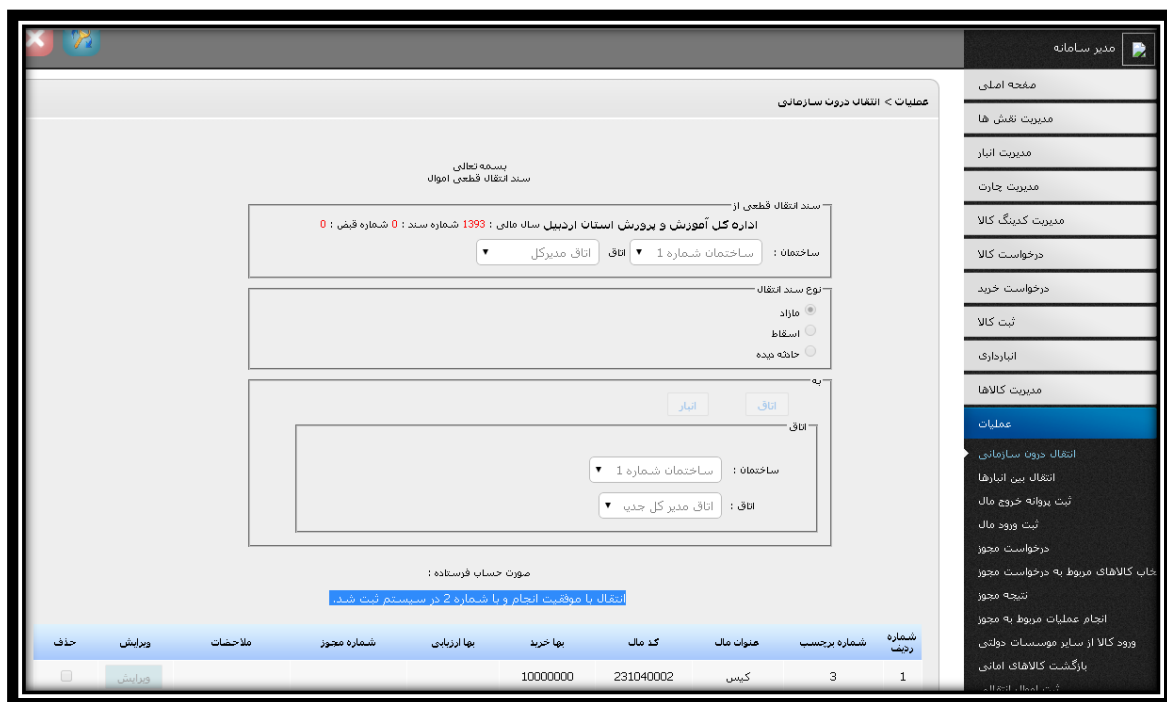 مدیر سامانه
صفحه اصلی
مدیریت نقش ها
مدیریت انبار
مدیریت چارت
مدیریت کدینگ کالا
درخواست کالا
درخواست خرید
ثبت کالا
انبارداری
مدیریت کالاها
عملیات
انتقال درون سازمانی
انتقال بین انبارها
ثبت پروانه خروج مال
ثبت ورود مال
درخواست مجوز
خاب کالاهای مربوط به درخواست مجوز
نتیجه مجوز
انجام عملیات مربوط به مجوز
ورود کالا از سایر موسسات دولتی
بازگشت کالاهای امانی
ثبت اموال انتقالی
عملیات > انتقال درون سازمانی
بسمه تعالی
سند انتقال قطعی اموال
سند انتقال قطعی از
اداره کل آموزش و پرورش استان اردبیل سال مالی : 1393 شماره سند : 0 شماره قبض : 0
ساختمان : ساختمان شماره 1 اتاق اتاق مدیرکل
نوع سند انتقال
مازاد
اسقاط
حادثه دیده
به
اتاق انبار
اتاق
ساختمان : ساختمان شماره 1
اتاق : اتاق مدیر کل جدید
صورت حساب فرستاده :
انتقال با موفقیت انجام و با شماره 2 در سیستم ثبت شد.
شماره ردیف شماره برچسب عنوان مال کد مال بها خرید بها ارزیابی شماره مجوز ملاحضات ویرایش حذف
1 3 کیس 231040002 10000000 ویرایش